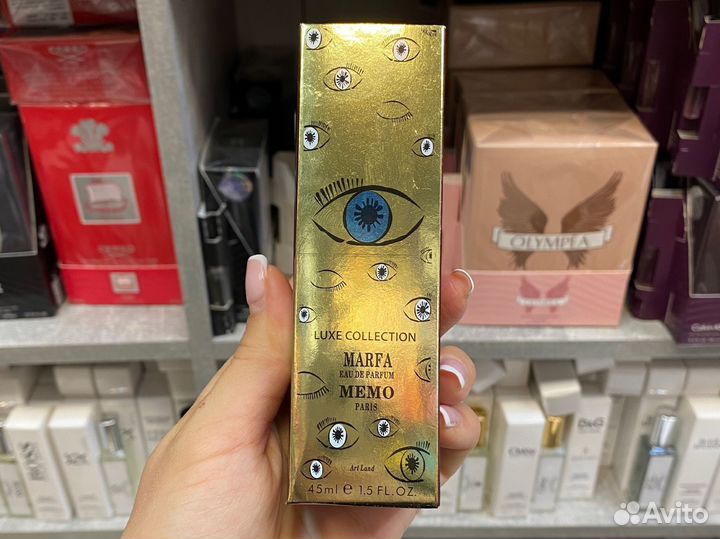 LUXE COLLECTION
MARFA
EAU DE PARFUM
MEMO
PARIS
Art Land
45ml e 1.5 FL.OZ.
OLYMPEA
Avito